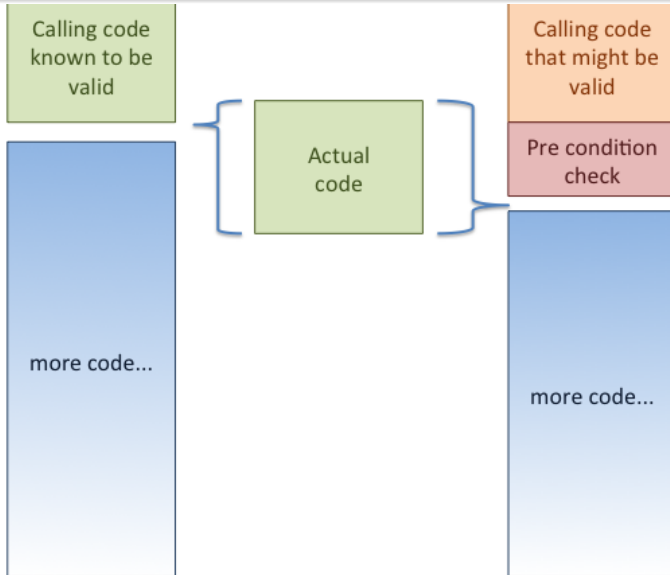 Calling code
known to be
valid
more code...
Actual
code
Calling code
that might be
valid
Pre condition
check
more code...